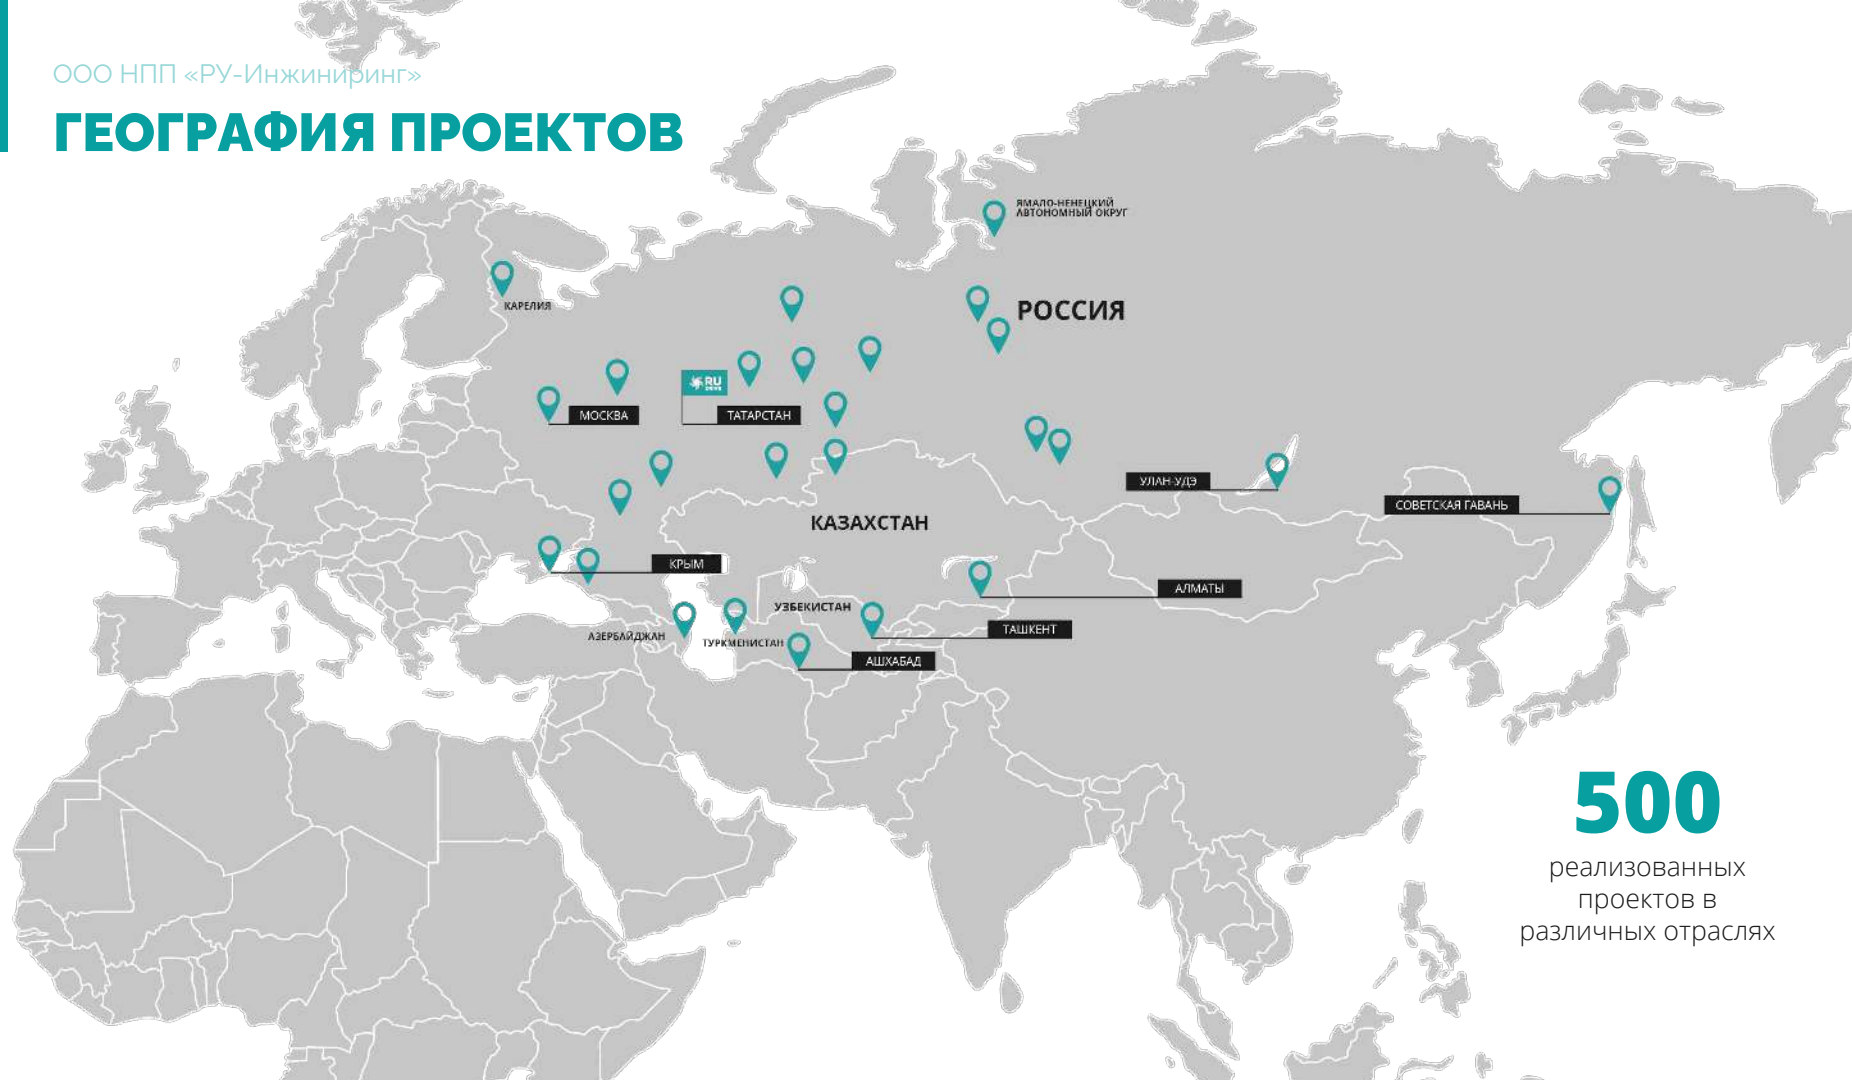 ООО НПП «РУ-Инжиниринг»
ГЕОГРАФИЯ ПРОЕКТОВ
ЯМАЛО-НЕНЕЦКИЙ
АВТОНОМНЫЙ ОКРУГ
КАРЕЛИЯ
РОССИЯ
RU
МОСКВА
ТАТАРСТАН
УЛАН-УДЭ
СОВЕТСКАЯ ГАВАНЬ
КАЗАХСТАН
КРЫМ
АЛМАТЫ
УЗБЕКИСТАН
ТАШКЕНТ
АЗЕРБАЙДЖАН
ТУРКМЕНИСТАН
АШХАБАД
500
реализованных
проектов в
различных отраслях